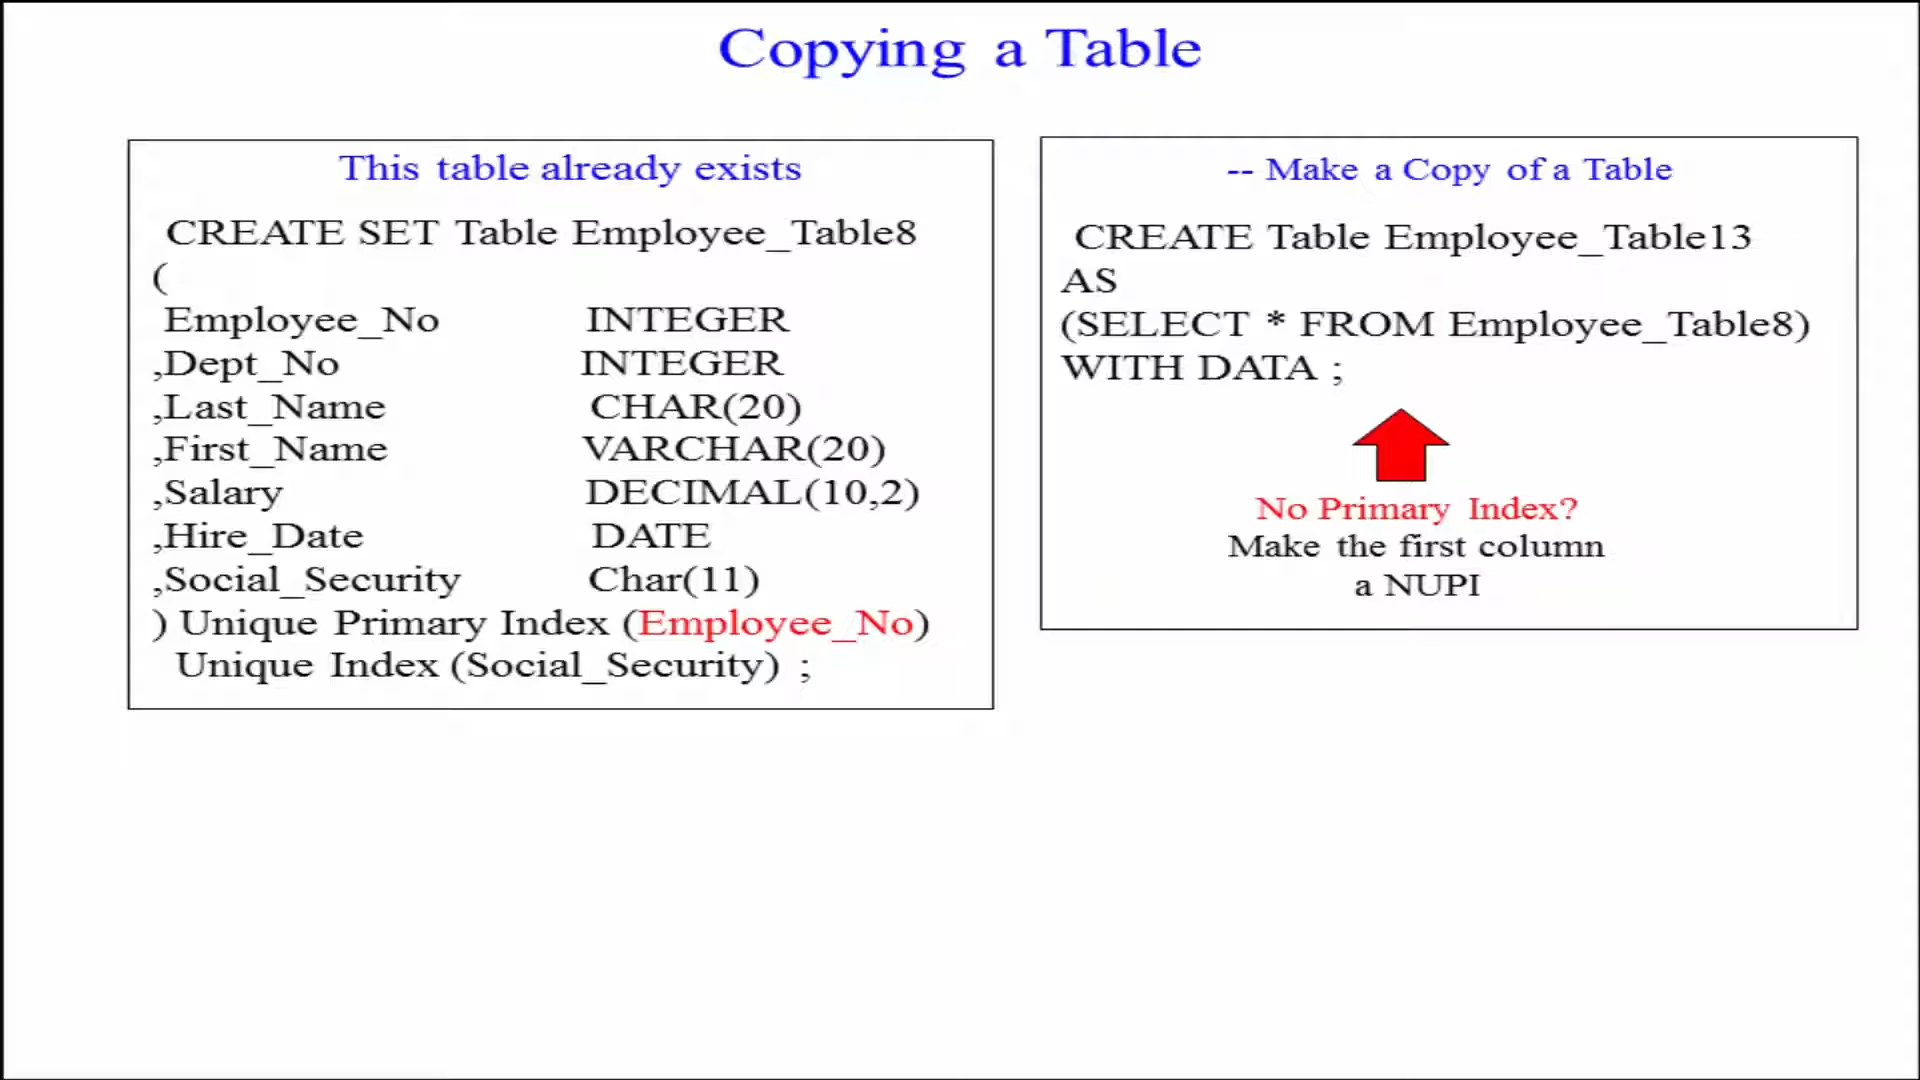 Copying a Table
This table already exists
CREATE SET Table Employee_Table8
(
Employee_No INTEGER
,Dept_No INTEGER
,Last_Name CHAR(20)
,First_Name VARCHAR(20)
,Salary DECIMAL(10,2)
,Hire_Date DATE
,Social_Security Char(11)
) Unique Primary Index (Employee_No)
Unique Index (Social_Security) ;
-- Make a Copy of a Table
CREATE Table Employee_Table13
AS
(SELECT * FROM Employee_Table8)
WITH DATA ;
No Primary Index?
Make the first column
a NUPI